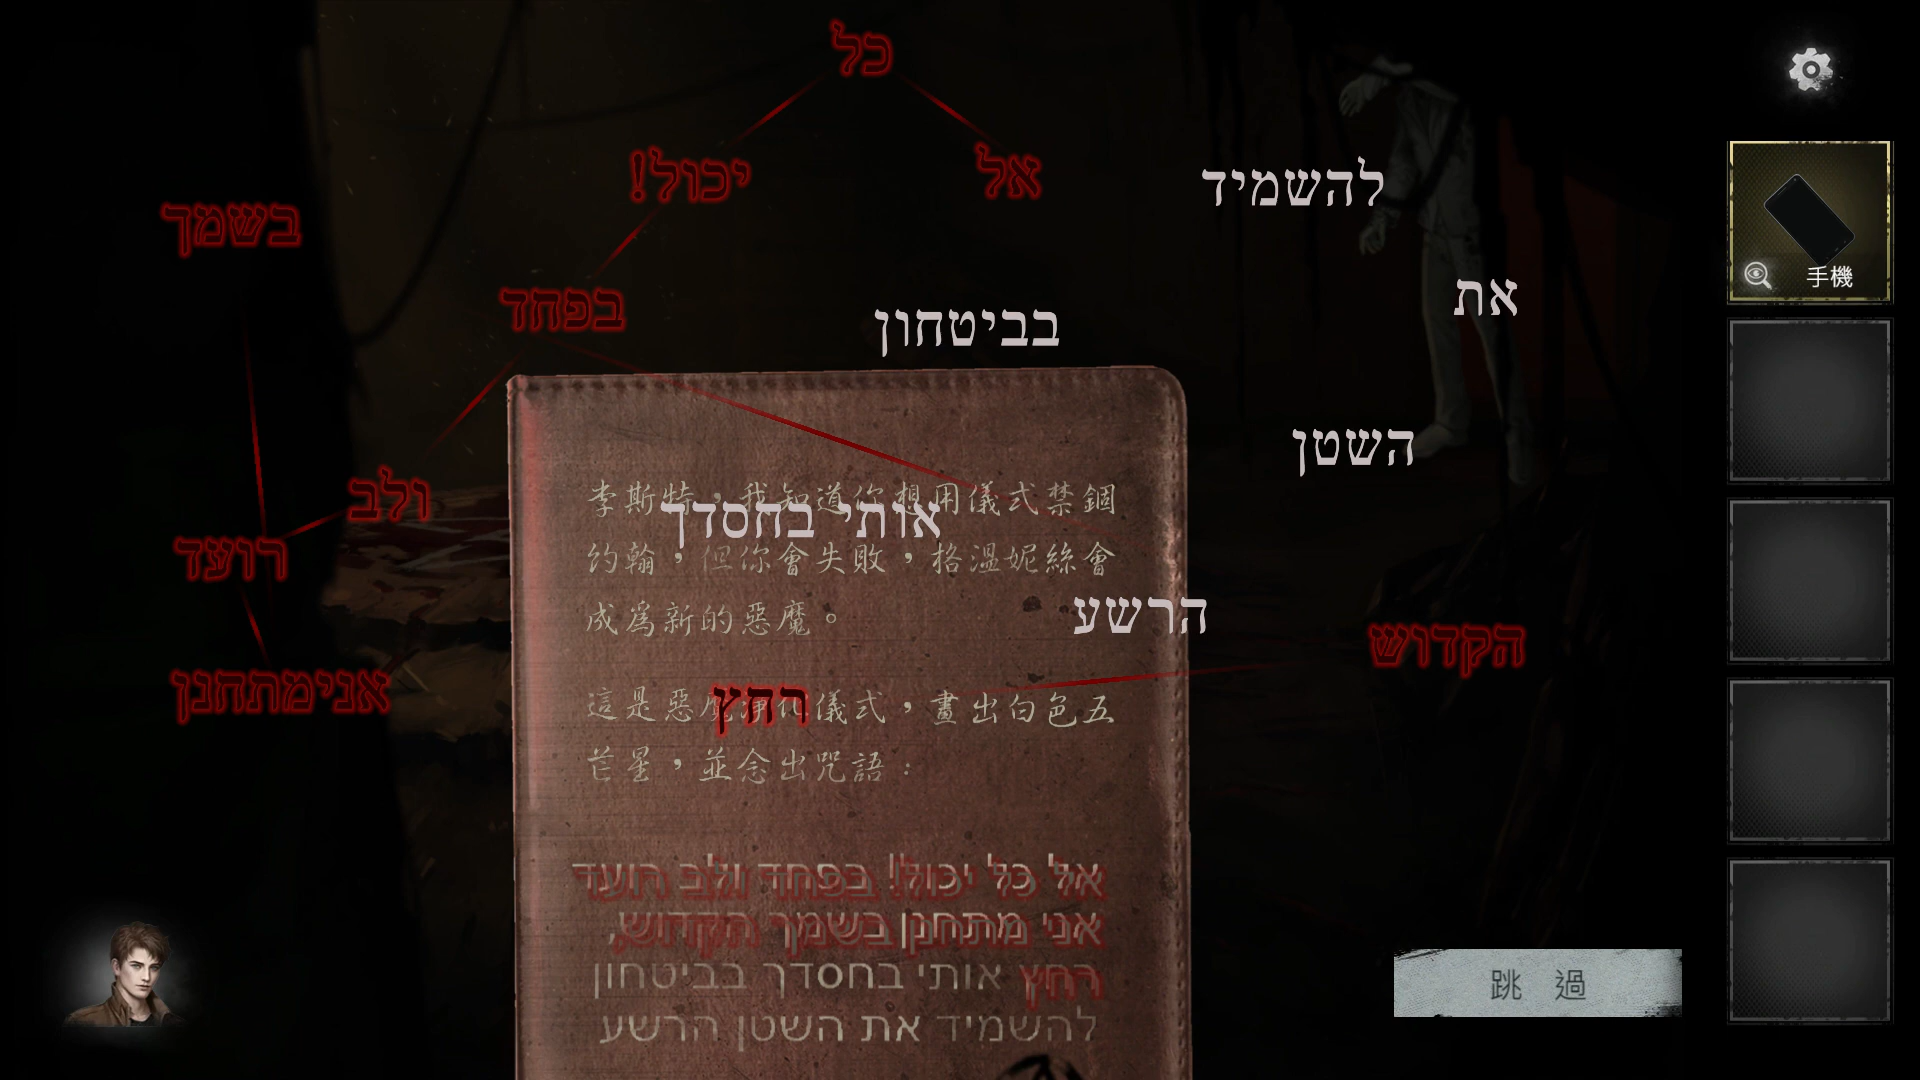 כל
יכול!
אל
להשמיד
בשמך
את
בפחד
בביטחון
השטן
ולב
אותי בחסדך
רועד
הרשע
הקדוש
אנימתחנן
רחץ
手機
李斯特，我知道你想用儀式禁錮
約翰，但你會失敗，格溫妮絲會
成為新的惡魔。
這是惡魔淨化儀式，畫出白色五
芒星，並念出咒語：
אל כל יכול! בפחד ולב רועד
אני מתחנן בשמך הקדוש,
רחץ אותי בחסדך בביטחון
להשמיד את השטן הרשע
跳過